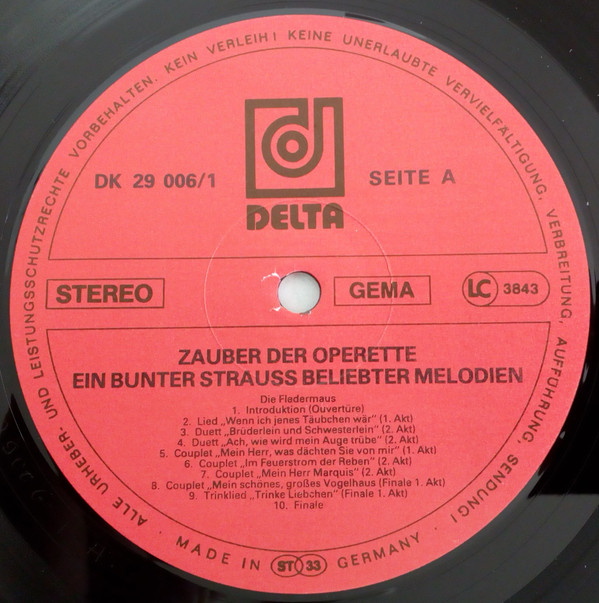 ALLE URHEBER- UND LEISTUNGSSCHUTZRECHTE VORBEHALTEN. KEIN VERLEIH! KEINE UNERLAUBTE VERVIELFÄLTIGUNG, VERBREITUNG, AUFFÜHRUNG, SENDUNG!
DK 29 006/1
SEITE A
DELTA
STEREO
GEMA
LC 3843
ZAUBER DER OPERETTE
EIN BUNTER STRAUSS BELIEBTER MELODIEN
Die Fledermaus
1. Introduktion (Ouvertüre)
2. Lied „Wenn ich jenes Täubchen wär" (1. Akt)
3. Duett „Brüderlein und Schwesterlein" (2. Akt)
4. Duett „Ach, wie wird mein Auge trübe" (2. Akt)
5. Couplet „Mein Herr, was dächten Sie von mir" (1. Akt)
6. Couplet „Im Feuerstrom der Reben" (2. Akt)
7. Couplet „Mein Herr Marquis" (2. Akt)
8. Couplet „Mein schönes, großes Vogelhaus (Finale 1. Akt)
9. Trinklied „Trinke Liebchen" (Finale 1. Akt)
10. Finale
· MADE IN ST 33 GERMANY ·